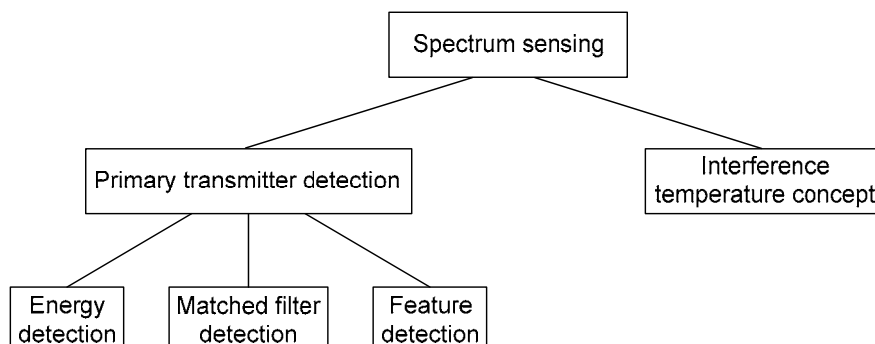 Spectrum sensing
Primary transmitter detection
Interference
temperature concept
Energy
detection
Matched filter
detection
Feature
detection